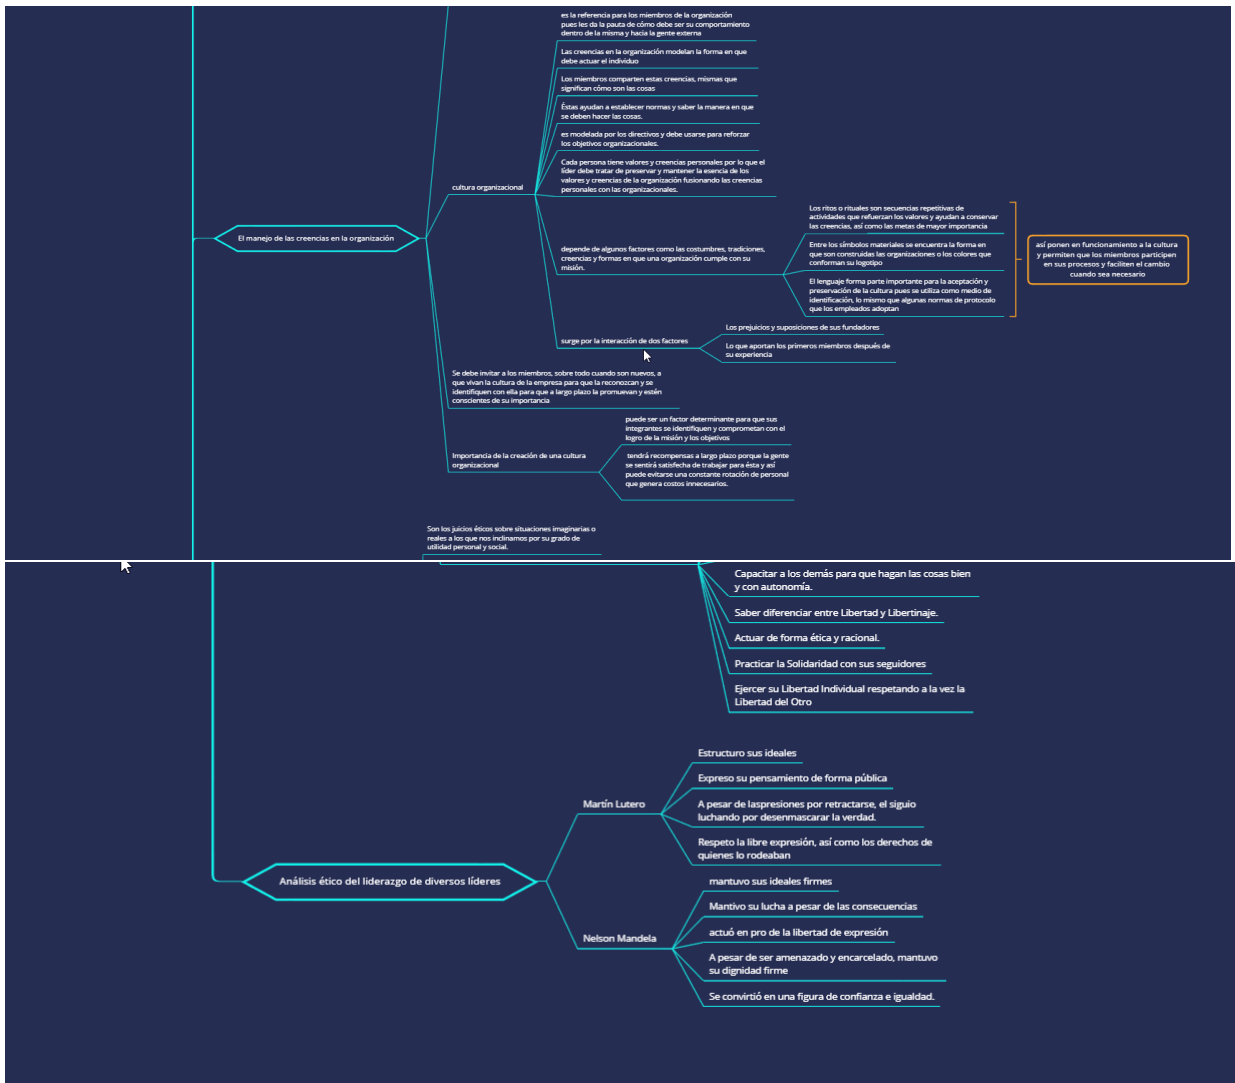 es la referencia para los miembros de la organización
pues les da la pauta de cómo debe ser su comportamiento
dentro de la misma y hacia la gente externa
Las creencias en la organización modelan la forma en que
debe actuar el individuo
Los miembros comparten estas creencias, mismas que
significan cómo son las cosas
Éstas ayudan a establecer normas y saber la manera en que
se deben hacer las cosas.
es modelada por los directivos y debe usarse para reforzar
los objetivos organizacionales.
Cada persona tiene valores y creencias personales por lo que el
líder debe tratar de preservar y mantener la esencia de los
valores y creencias de la organización fusionando las creencias
personales con las organizacionales.
cultura organizacional
El manejo de las creencias en la organización
depende de algunos factores como las costumbres, tradiciones,
creencias y formas en que una organización cumple con su
misión.
Los ritos o rituales son secuencias repetitivas de
actividades que refuerzan los valores y ayudan a conservar
las creencias, así como las metas de mayor importancia
Entre los símbolos materiales se encuentra la forma en
que son construidas las organizaciones o los colores que
conforman su logotipo
El lenguaje forma parte importante para la aceptación y
preservación de la cultura pues se utiliza como medio de
identificación, lo mismo que algunas normas de protocolo
que los empleados adoptan
así ponen en funcionamiento a la cultura
y permiten que los miembros participen
en sus procesos y faciliten el cambio
cuando sea necesario
surge por la interacción de dos factores
Los prejuicios y suposiciones de sus fundadores
Lo que aportan los primeros miembros después de
su experiencia
Se debe invitar a los miembros, sobre todo cuando son nuevos, a
que vivan la cultura de la empresa para que la reconozcan y se
identifiquen con ella para que a largo plazo la promuevan y estén
conscientes de su importancia
Importancia de la creación de una cultura
organizacional
puede ser un factor determinante para que sus
integrantes se identifiquen y comprometan con el
logro de la misión y los objetivos
tendrá recompensas a largo plazo porque la gente
se sentirá satisfecha de trabajar para ésta y así
puede evitarse una constante rotación de personal
que genera costos innecesarios.
Son los juicios éticos sobre situaciones imaginarias o
reales a los que nos inclinamos por su grado de
utilidad personal y social.
Capacitar a los demás para que hagan las cosas bien
y con autonomía.
Saber diferenciar entre Libertad y Libertinaje.
Actuar de forma ética y racional.
Practicar la Solidaridad con sus seguidores
Ejercer su Libertad Individual respetando a la vez la
Libertad del Otro
Análisis ético del liderazgo de diversos líderes
Martín Lutero
Estructuro sus ideales
Expreso su pensamiento de forma pública
A pesar de laspresiones por retractarse, el siguio
luchando por desenmascarar la verdad.
Respeto la libre expresión, así como los derechos de
quienes lo rodeaban
Nelson Mandela
mantuvo sus ideales firmes
Mantivo su lucha a pesar de las consecuencias
actuó en pro de la libertad de expresión
A pesar de ser amenazado y encarcelado, mantuvo
su dignidad firme
Se convirtió en una figura de confianza e igualdad.